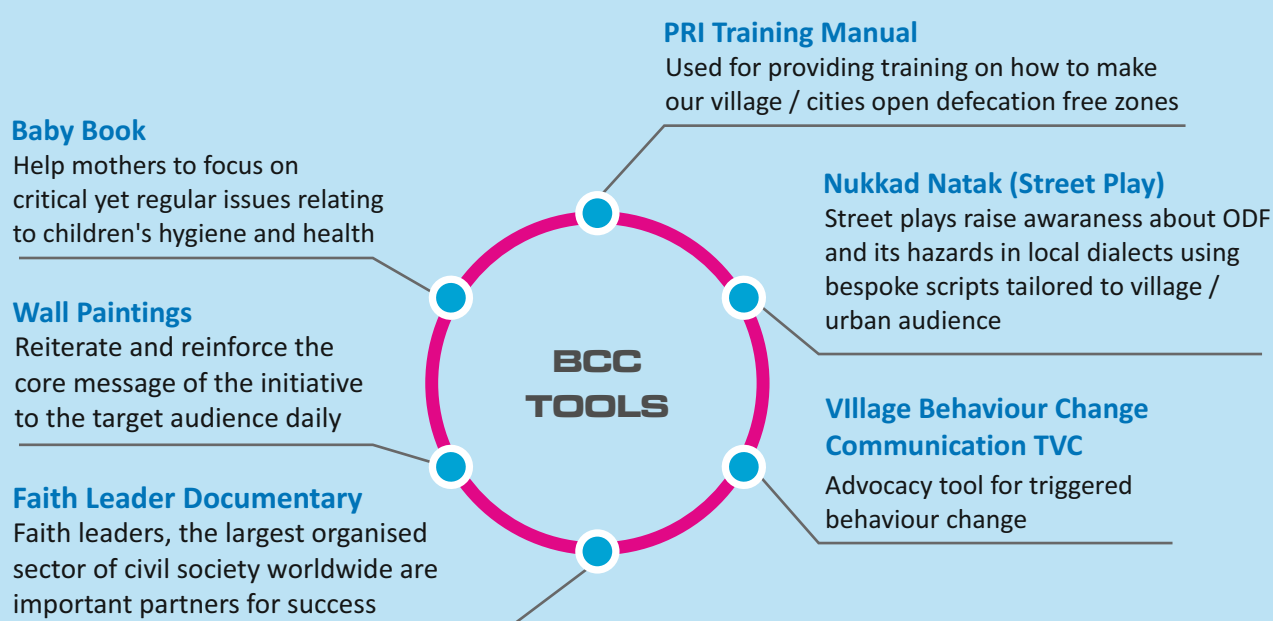 PRI Training Manual
Used for providing training on how to make
our village / cities open defecation free zones
Baby Book
Help mothers to focus on
critical yet regular issues relating
to children's hygiene and health
Nukkad Natak (Street Play)
Street plays raise awaraness about ODF
and its hazards in local dialects using
bespoke scripts tailored to village /
urban audience
Wall Paintings
Reiterate and reinforce the
core message of the initiative
to the target audience daily
BCC
TOOLS
VIllage Behaviour Change
Communication TVC
Advocacy tool for triggered
behaviour change
Faith Leader Documentary
Faith leaders, the largest organised
sector of civil society worldwide are
important partners for success